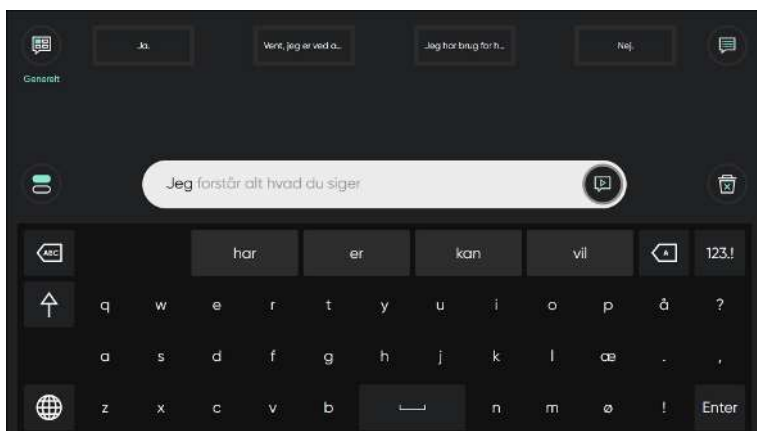 Ja. Vent, jeg er ved a... Jeg har brug for h... Nej.
Generelt
Jeg forstår alt hvad du siger
ABC har er kan vil A 123.!
q w e r t y u i o p å ?
a s d f g h j k l æ . ,
z x c v b n m ø ! Enter